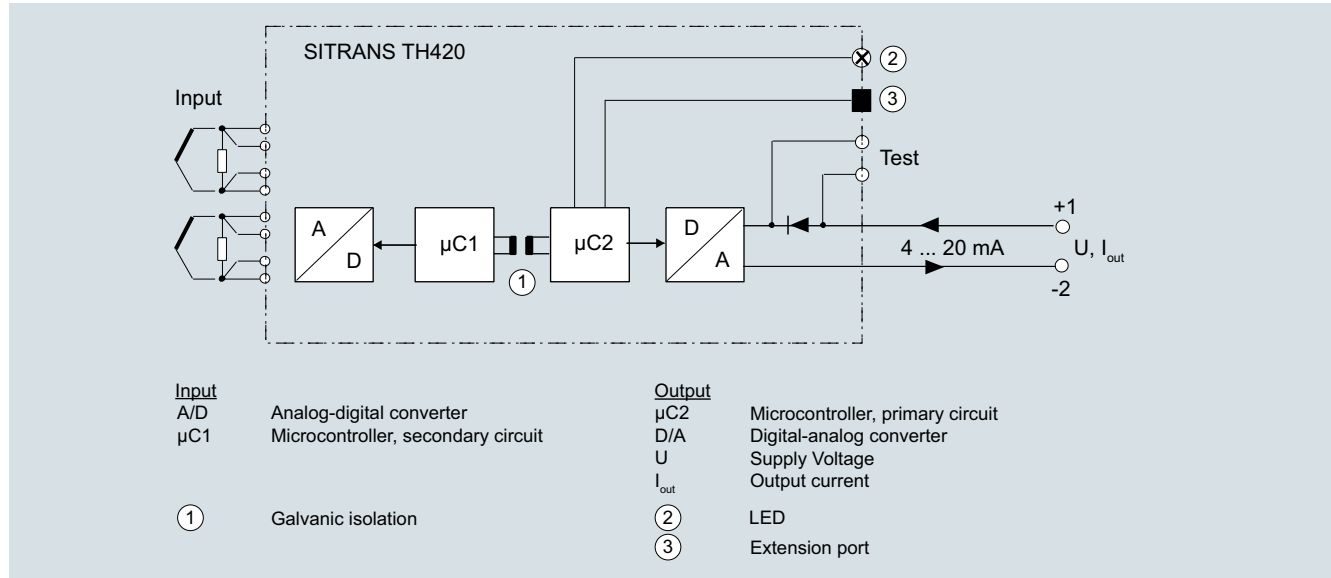 SITRANS TH420
2
3
Input
Test
+1
A
D
µC1
µC2
D
A
4 ... 20 mA
U, Iout
1
-2
Input
A/D Analog-digital converter
µC1 Microcontroller, secondary circuit
1 Galvanic isolation
Output
µC2 Microcontroller, primary circuit
D/A Digital-analog converter
U Supply Voltage
Iout Output current
2 LED
3 Extension port